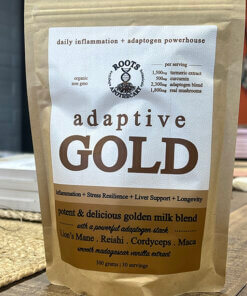 daily inflammation + adaptogen powerhouse
ROOTS
organic
non gmo
per serving
1,500mg turmeric extract
50mg curcumin
2,500mg adaptogen blend
1,800mg real mushrooms
adaptive
GOLD
inflammation + Stress Resilience + Liver Support + Longevity
potent & delicious golden milk blend
with a powerful adaptogen stack
Lion's Mane . Reishi . Cordyceps . Maca
smooth madagascar vanilla extract
300 grams | 30 servings